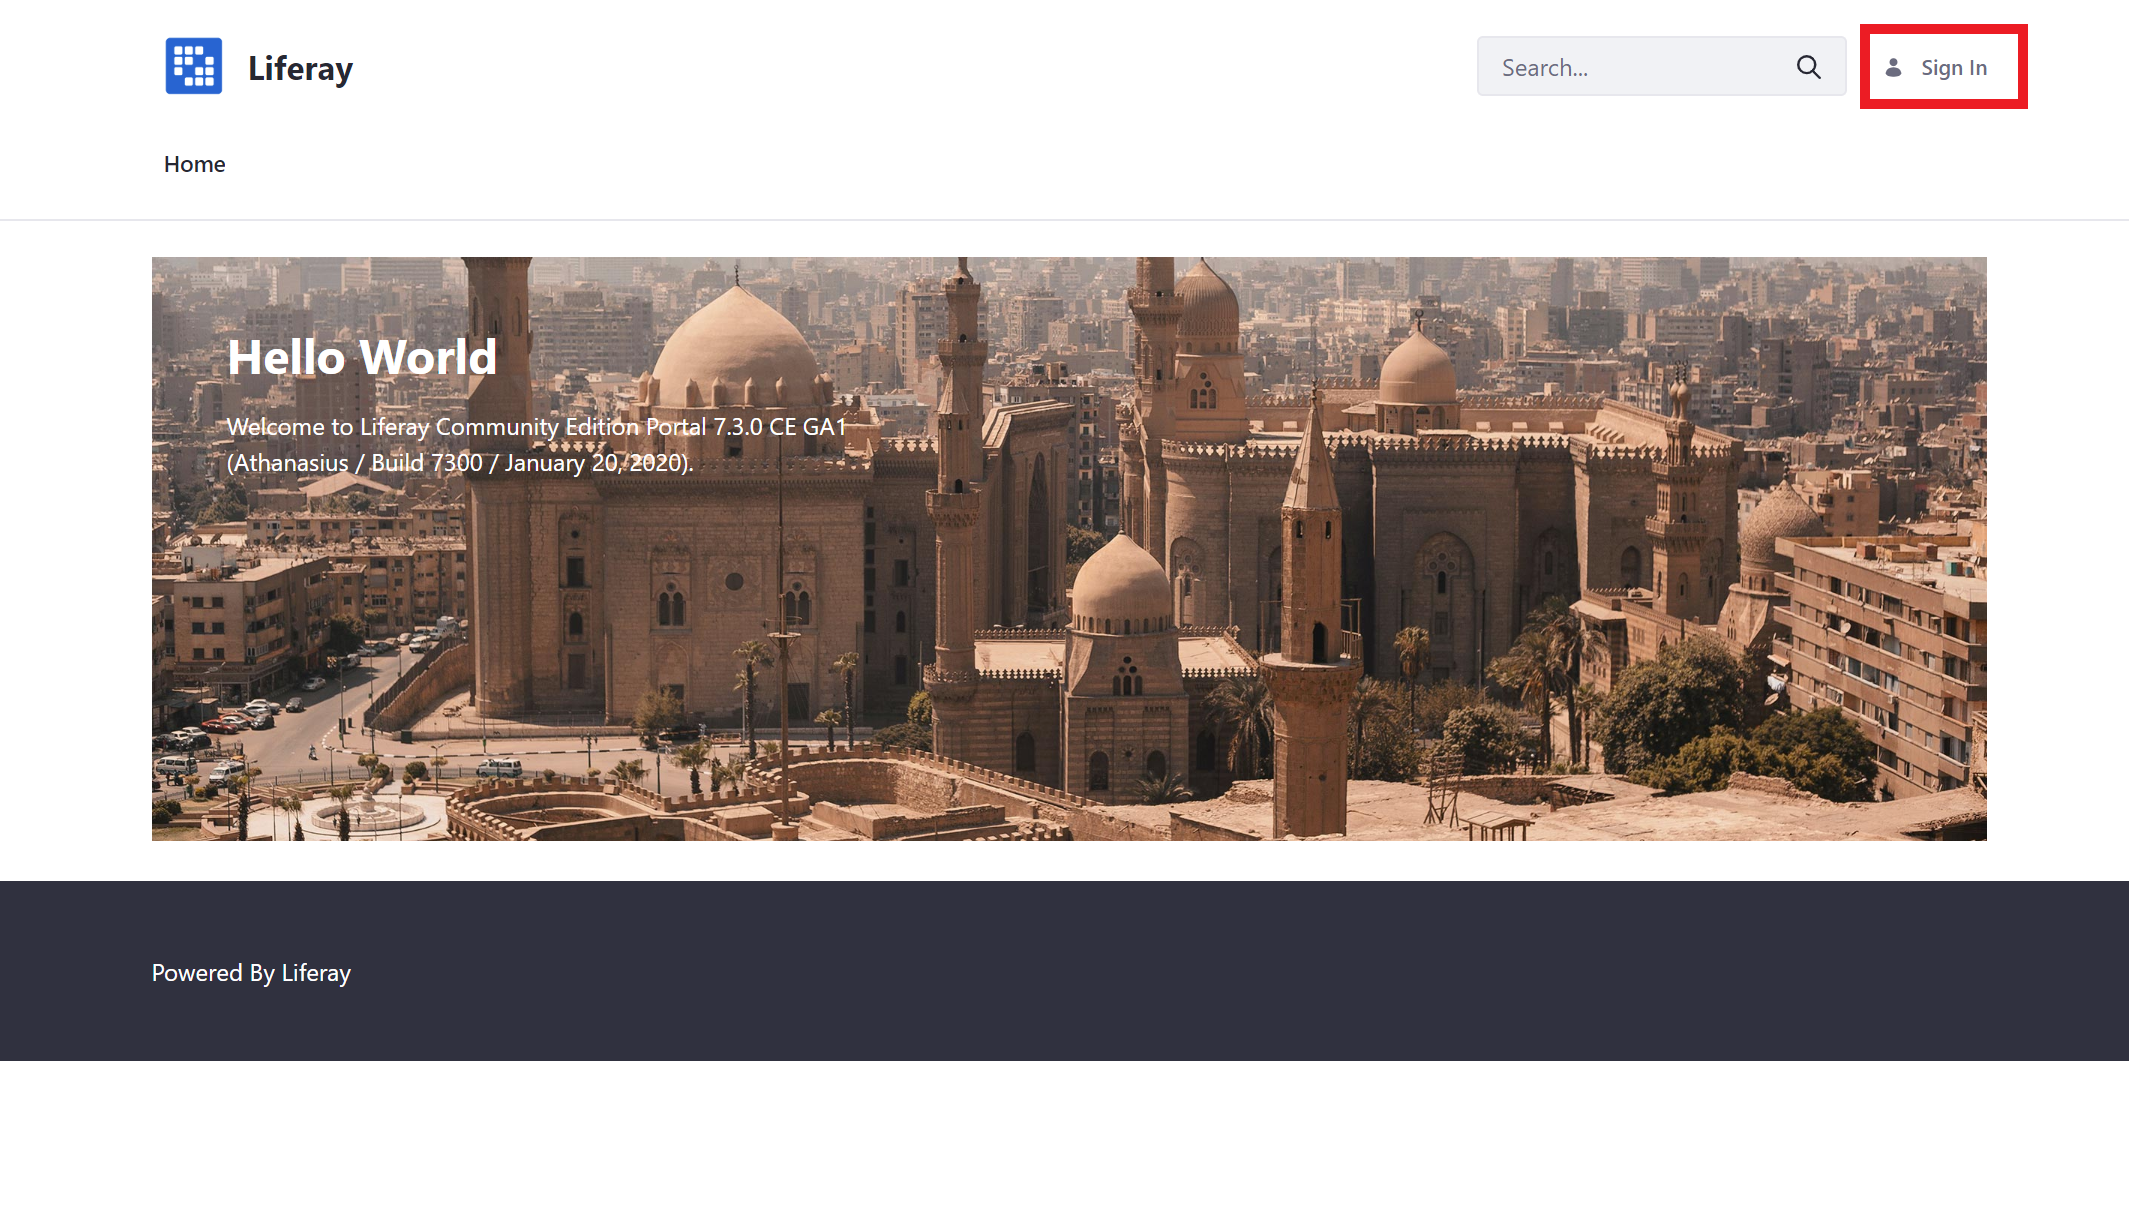 Liferay
Search...
Sign In
Home
Hello World
Welcome to Liferay Community Edition Portal 7.3.0 CE GA1
(Athanasius / Build 7300 / January 20, 2020).
Powered By Liferay